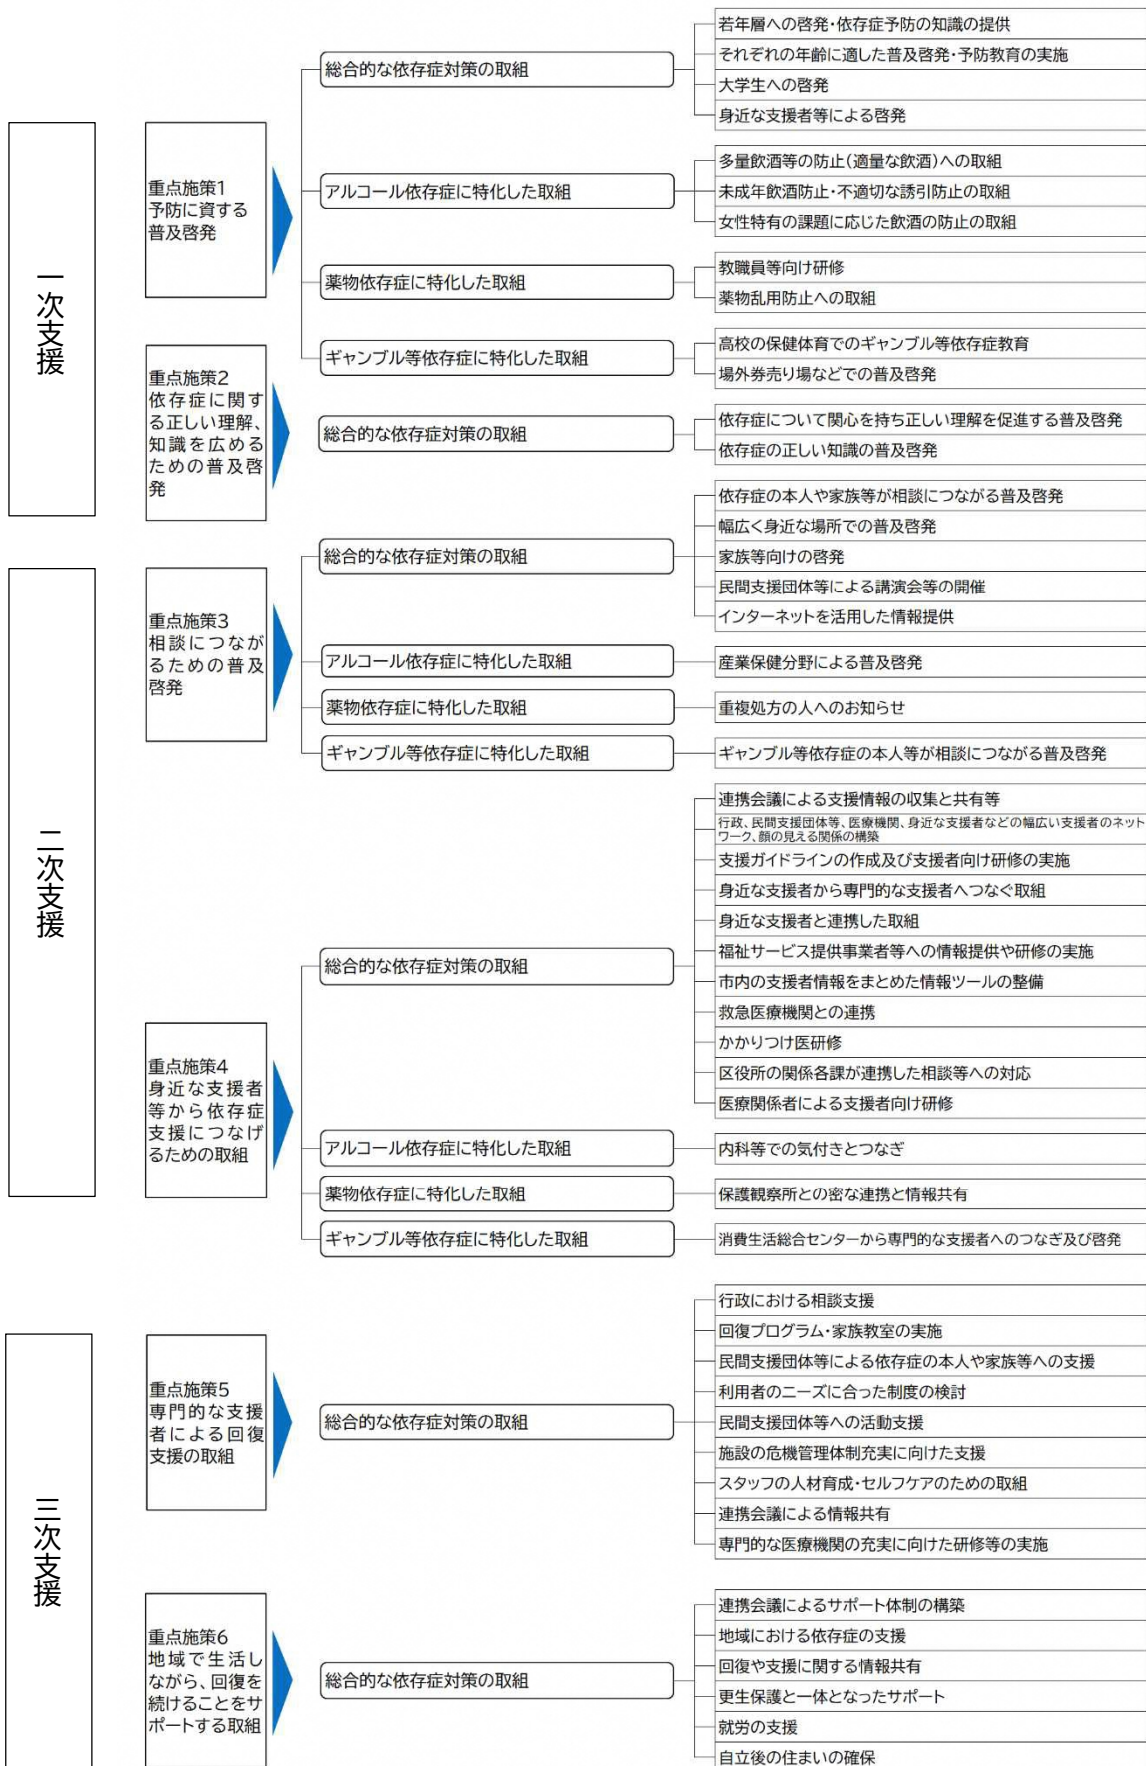 一次支援
重点施策1
予防に資する
普及啓発
総合的な依存症対策の取組
若年層への啓発・依存症予防の知識の提供
それぞれの年齢に適した普及啓発・予防教育の実施
大学生への啓発
身近な支援者等による啓発
アルコール依存症に特化した取組
多量飲酒等の防止(適量な飲酒)への取組
未成年飲酒防止・不適切な誘引防止の取組
女性特有の課題に応じた飲酒の防止の取組
薬物依存症に特化した取組
教職員等向け研修
薬物乱用防止への取組
ギャンブル等依存症に特化した取組
高校の保健体育でのギャンブル等依存症教育
場外券売り場などでの普及啓発
重点施策2
依存症に関す
る正しい理解、
知識を広める
ための普及啓
発
総合的な依存症対策の取組
依存症について関心を持ち正しい理解を促進する普及啓発
依存症の正しい知識の普及啓発
二次支援
重点施策3
相談につなが
るための普及
啓発
総合的な依存症対策の取組
依存症の本人や家族等が相談につながる普及啓発
幅広く身近な場所での普及啓発
家族等向けの啓発
民間支援団体等による講演会等の開催
インターネットを活用した情報提供
アルコール依存症に特化した取組
産業保健分野による普及啓発
薬物依存症に特化した取組
重複処方の人へのお知らせ
ギャンブル等依存症に特化した取組
ギャンブル等依存症の本人等が相談につながる普及啓発
重点施策4
身近な支援者
等から依存症
支援につなげ
るための取組
総合的な依存症対策の取組
連携会議による支援情報の収集と共有等
行政、民間支援団体等、医療機関、身近な支援者などの幅広い支援者のネット
ワーク、顔の見える関係の構築
支援ガイドラインの作成及び支援者向け研修の実施
身近な支援者から専門的な支援者へつなぐ取組
身近な支援者と連携した取組
福祉サービス提供事業者等への情報提供や研修の実施
市内の支援者情報をまとめた情報ツールの整備
救急医療機関との連携
かかりつけ医研修
区役所の関係各課が連携した相談等への対応
医療関係者による支援者向け研修
アルコール依存症に特化した取組
内科等での気付きとつなぎ
薬物依存症に特化した取組
保護観察所との密な連携と情報共有
ギャンブル等依存症に特化した取組
消費生活総合センターから専門的な支援者へのつなぎ及び啓発
三次支援
重点施策5
専門的な支援
者による回復
支援の取組
総合的な依存症対策の取組
行政における相談支援
回復プログラム・家族教室の実施
民間支援団体等による依存症の本人や家族等への支援
利用者のニーズに合った制度の検討
民間支援団体等への活動支援
施設の危機管理体制充実に向けた支援
スタッフの人材育成・セルフケアのための取組
連携会議による情報共有
専門的な医療機関の充実に向けた研修等の実施
重点施策6
地域で生活し
ながら、回復を
続けることをサ
ポートする取組
総合的な依存症対策の取組
連携会議によるサポート体制の構築
地域における依存症の支援
回復や支援に関する情報共有
更生保護と一体となったサポート
就労の支援
自立後の住まいの確保